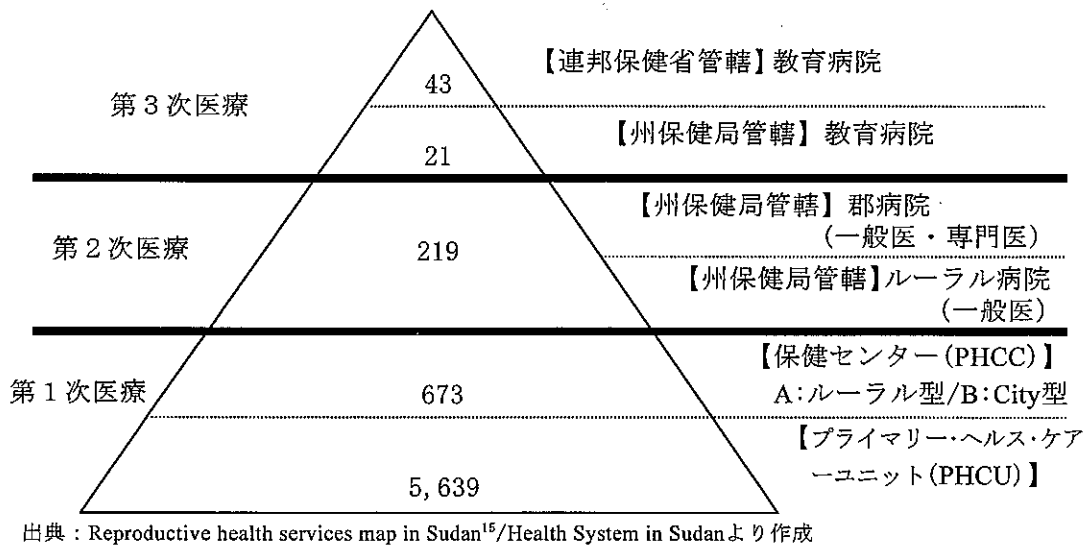 【連邦保健省管轄】教育病院
43
第3次医療
【州保健局管轄】教育病院
21
【州保健局管轄】郡病院
(一般医・専門医)
第2次医療
219
【州保健局管轄】ルーラル病院
(一般医)
【保健センター(PHCC)】
第1次医療
673
A:ルーラル型/B:City型
【プライマリー・ヘルス・ケア
ーユニット(PHCU)】
5,639
出典:Reproductive health services map in Sudan¹⁵/Health System in Sudanより作成